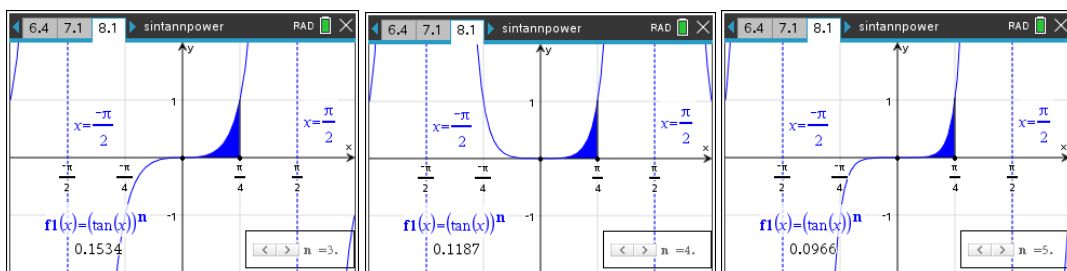 6.4 7.1 8.1 sintannpower RAD
y
1
x=-π/2
x=π/2
x
-π/2 -π/4 π/4 π/2
-1
f1(x)=(tan(x))^n
0.1534
< > n =3.
6.4 7.1 8.1 sintannpower RAD
y
1
x=-π/2
x=π/2
x
-π/2 -π/4 π/4 π/2
-1
f1(x)=(tan(x))^n
0.1187
< > n =4.
6.4 7.1 8.1 sintannpower RAD
y
1
x=-π/2
x=π/2
x
-π/2 -π/4 π/4 π/2
-1
f1(x)=(tan(x))^n
0.0966
< > n =5.